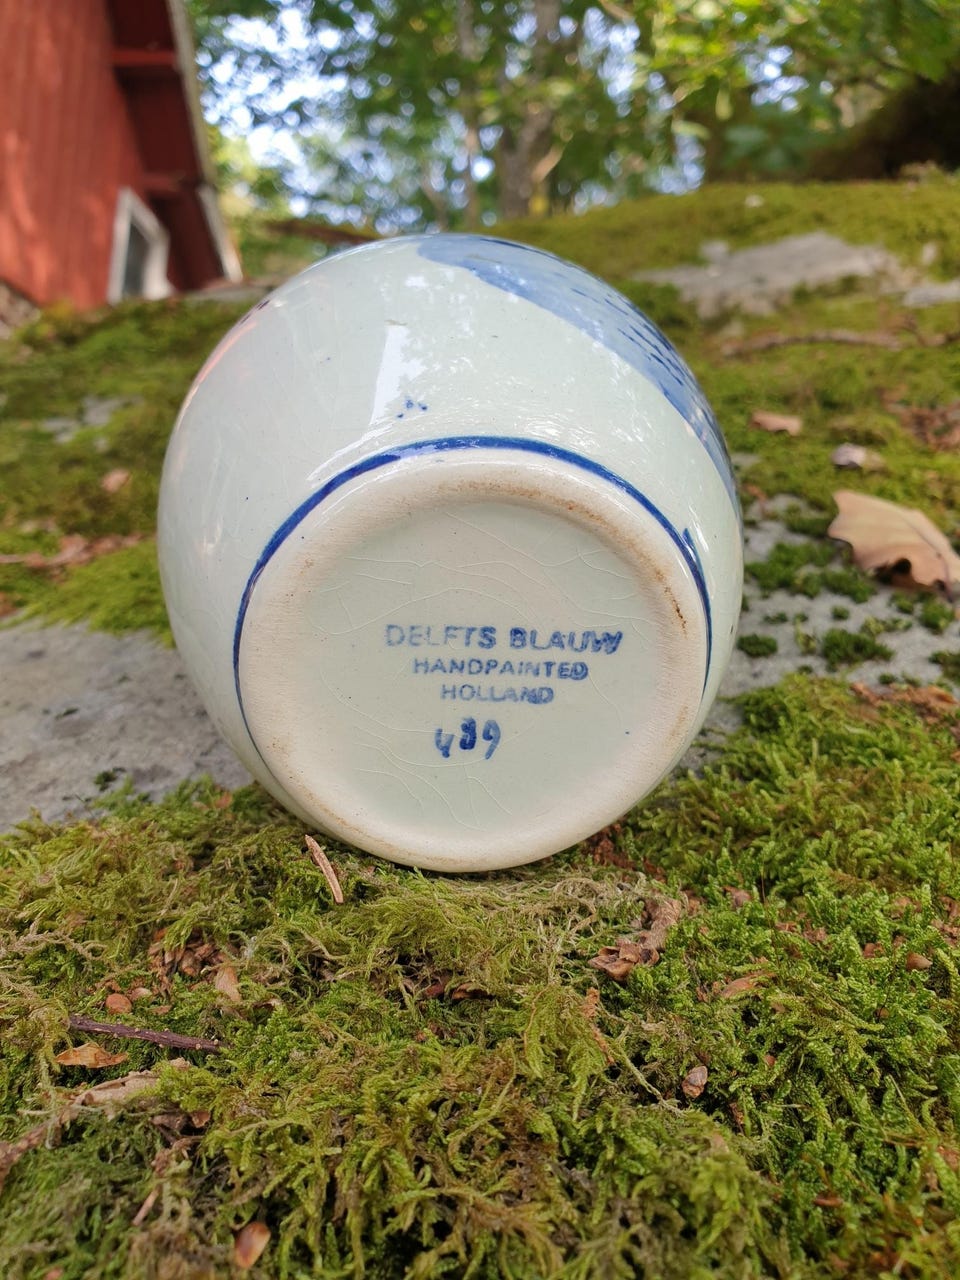 DELFTS BLAUW
HANDPAINTED
HOLLAND
489